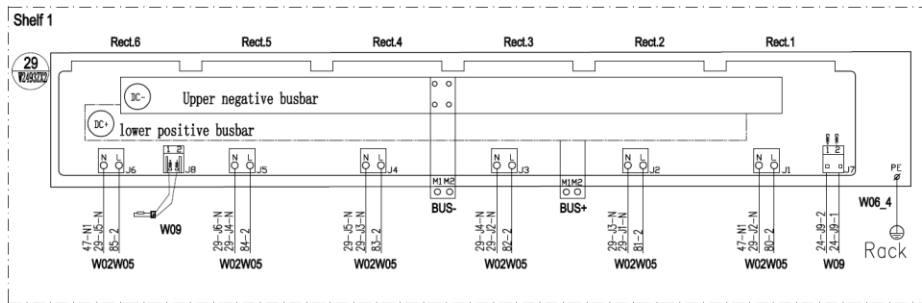 Shelf 1
Rect.6 Rect.5 Rect.4 Rect.3 Rect.2 Rect.1
29
W2493ZX2
DC- Upper negative busbar
DC+ lower positive busbar
N L J6 1 2 J8 N L J5 N L J4 M1M2 N L J3 M1M2 N L J2 N L J1 1 2 J7 PE
BUS- BUS+ W06_4
W09
47-N1 29-J5-N 85-2
29-J6-N 29-J4-N 84-2
29-J5-N 29-J3-N 83-2
29-J4-N 29-J2-N 82-2
29-J3-N 29-J1-N 81-2
47-N1 29-J2-N 80-2
24-J9-2 24-J9-1
Rack
W02W05 W02W05 W02W05 W02W05 W02W05 W02W05 W09